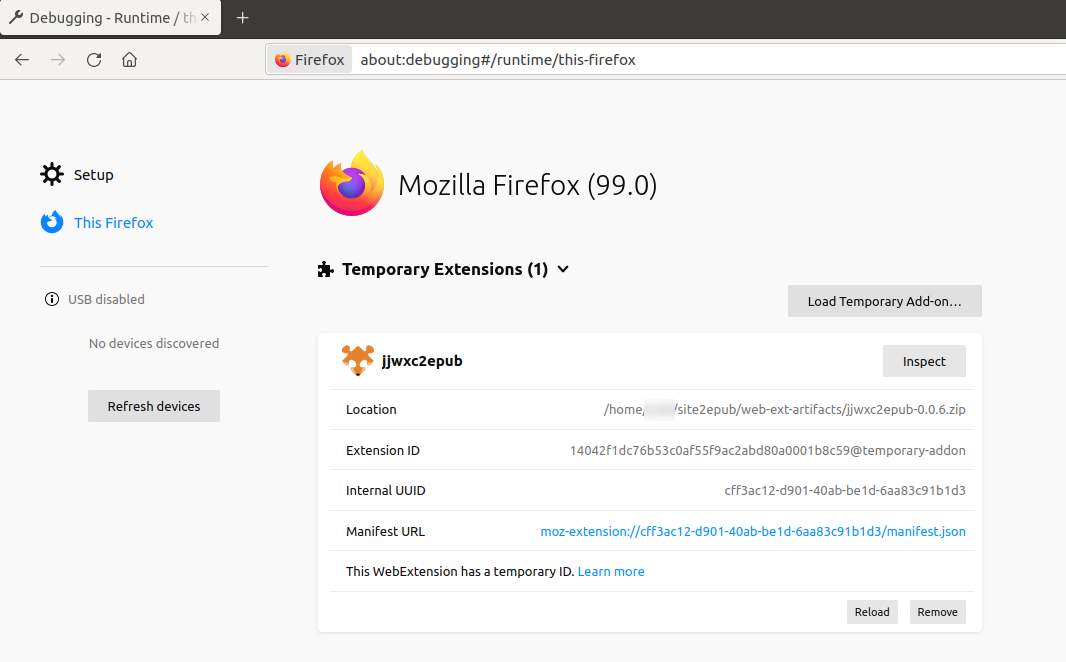 Debugging - Runtime / th
Firefox
about:debugging#/runtime/this-firefox
Setup
This Firefox
USB disabled
No devices discovered
Refresh devices
Mozilla Firefox (99.0)
Temporary Extensions (1)
Load Temporary Add-on…
jjwxc2epub
Inspect
Location
/home/ /site2epub/web-ext-artifacts/jjwxc2epub-0.0.6.zip
Extension ID
14042f1dc76b53c0af55f9ac2abd80a0001b8c59@temporary-addon
Internal UUID
cff3ac12-d901-40ab-be1d-6aa83c91b1d3
Manifest URL
moz-extension://cff3ac12-d901-40ab-be1d-6aa83c91b1d3/manifest.json
This WebExtension has a temporary ID. Learn more
Reload
Remove